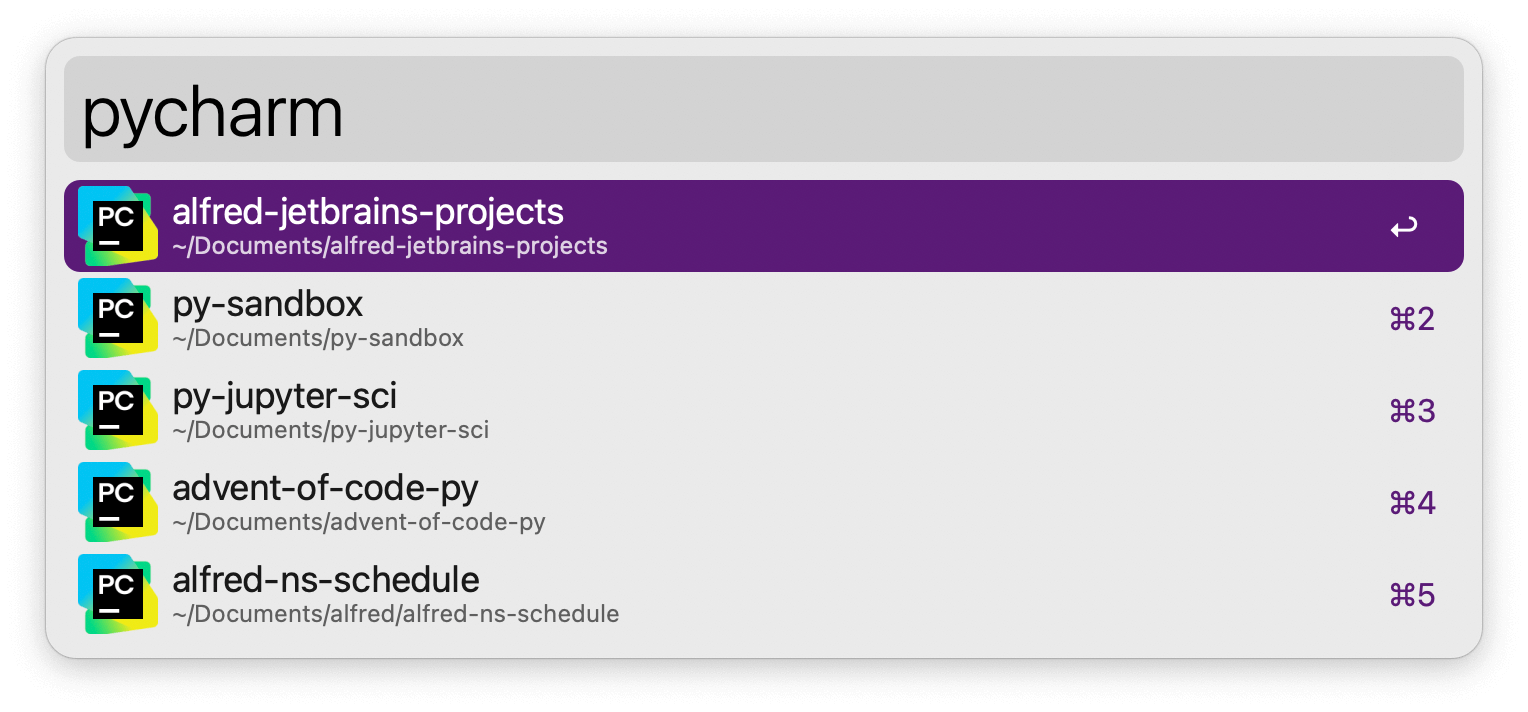 pycharm
PC
alfred-jetbrains-projects
~/Documents/alfred-jetbrains-projects
↩
PC
py-sandbox
~/Documents/py-sandbox
⌘2
PC
py-jupyter-sci
~/Documents/py-jupyter-sci
⌘3
PC
advent-of-code-py
~/Documents/advent-of-code-py
⌘4
PC
alfred-ns-schedule
~/Documents/alfred/alfred-ns-schedule
⌘5